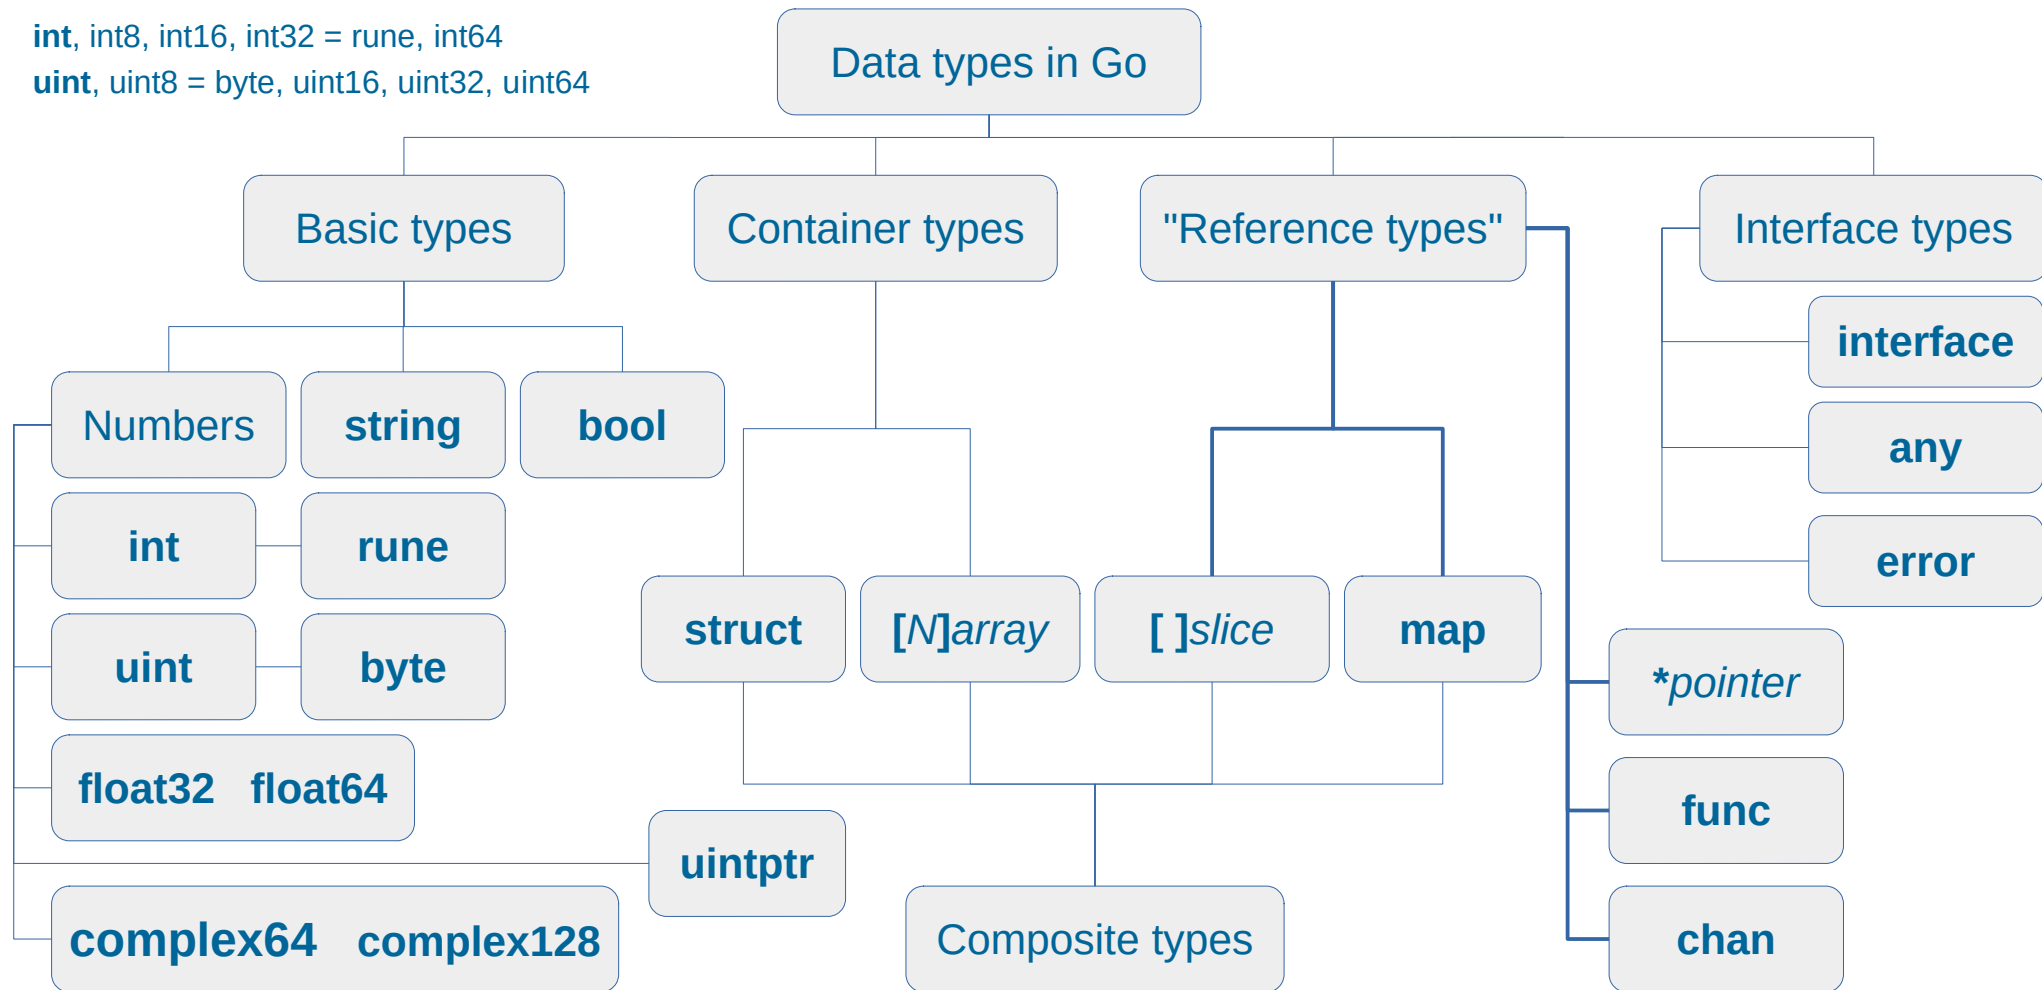 int, int8, int16, int32 = rune, int64
uint, uint8 = byte, uint16, uint32, uint64
Data types in Go
Basic types
Container types
"Reference types"
Interface types
interface
any
error
Numbers
string
bool
int
rune
uint
byte
float32 float64
uintptr
complex64 complex128
struct
[N]array
[ ]slice
map
Composite types
*pointer
func
chan